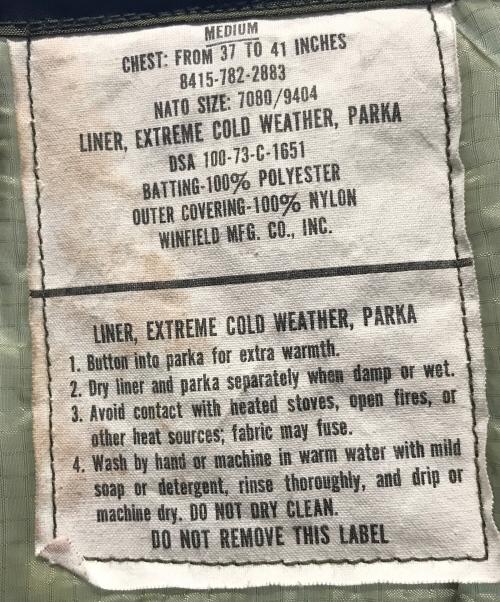 MEDIUM
CHEST: FROM 37 TO 41 INCHES
8415-782-2883
NATO SIZE: 7080/9404
LINER, EXTREME COLD WEATHER, PARKA
DSA 100-73-C-1651
BATTING-100% POLYESTER
OUTER COVERING-100% NYLON
WINFIELD MFG. CO., INC.
LINER, EXTREME COLD WEATHER, PARKA
1. Button into parka for extra warmth.
2. Dry liner and parka separately when damp or wet.
3. Avoid contact with heated stoves, open fires, or
other heat sources; fabric may fuse.
4. Wash by hand or machine in warm water with mild
soap or detergent, rinse thoroughly, and drip or
machine dry. DO NOT DRY CLEAN.
DO NOT REMOVE THIS LABEL